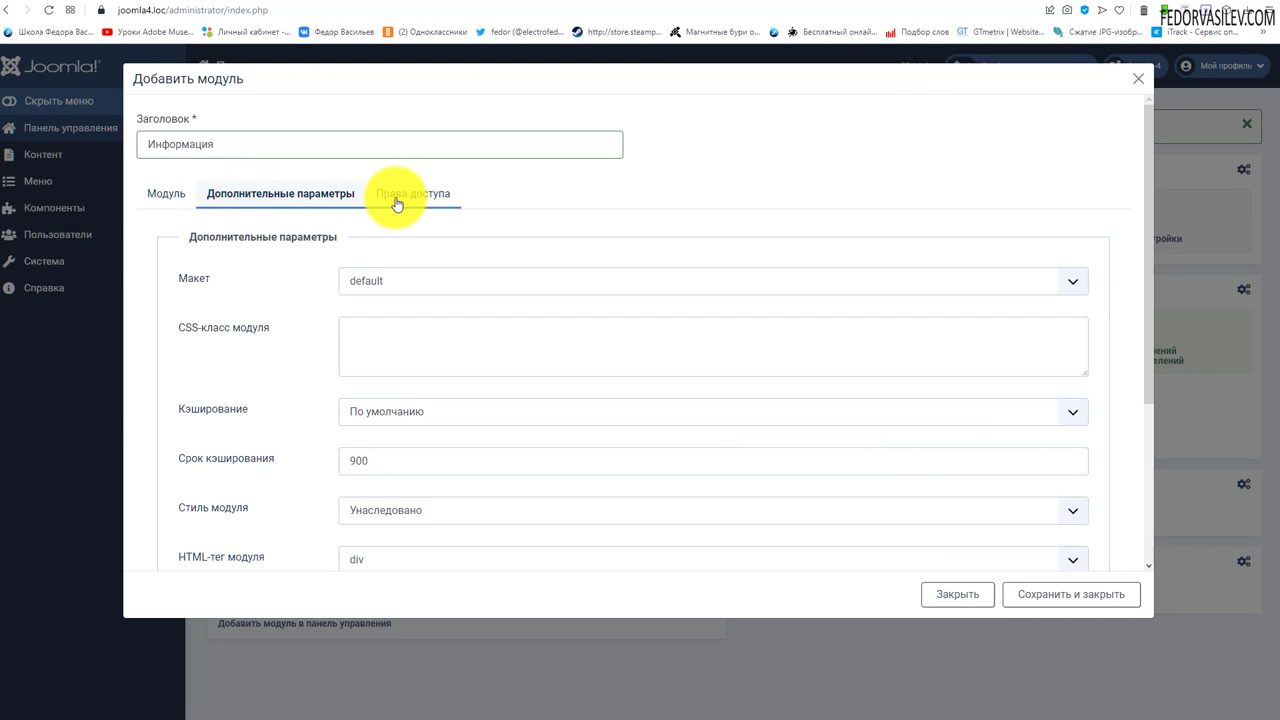 joomla4.loc/administrator/index.php
FEDORVASILEV.COM
Школа Федора Вас...
Уроки Adobe Muse...
Личный кабинет -...
Федор Васильев
(2) Одноклассники
fedor (@electrofed...
http://store.steamp...
Магнитные бури о...
Бесплатный онлай...
Подбор слов
GTmetrix | Website...
Сжатие JPG-изобр...
iTrack - Сервис оп...
Joomla!
Мой профиль
Скрыть меню
Панель управления
Контент
Меню
Компоненты
Пользователи
Система
Справка
Добавить модуль
Заголовок *
Информация
Модуль
Дополнительные параметры
Права доступа
Дополнительные параметры
Макет
default
CSS-класс модуля
Кэширование
По умолчанию
Срок кэширования
900
Стиль модуля
Унаследовано
HTML-тег модуля
div
Закрыть
Сохранить и закрыть
Добавить модуль в панель управления